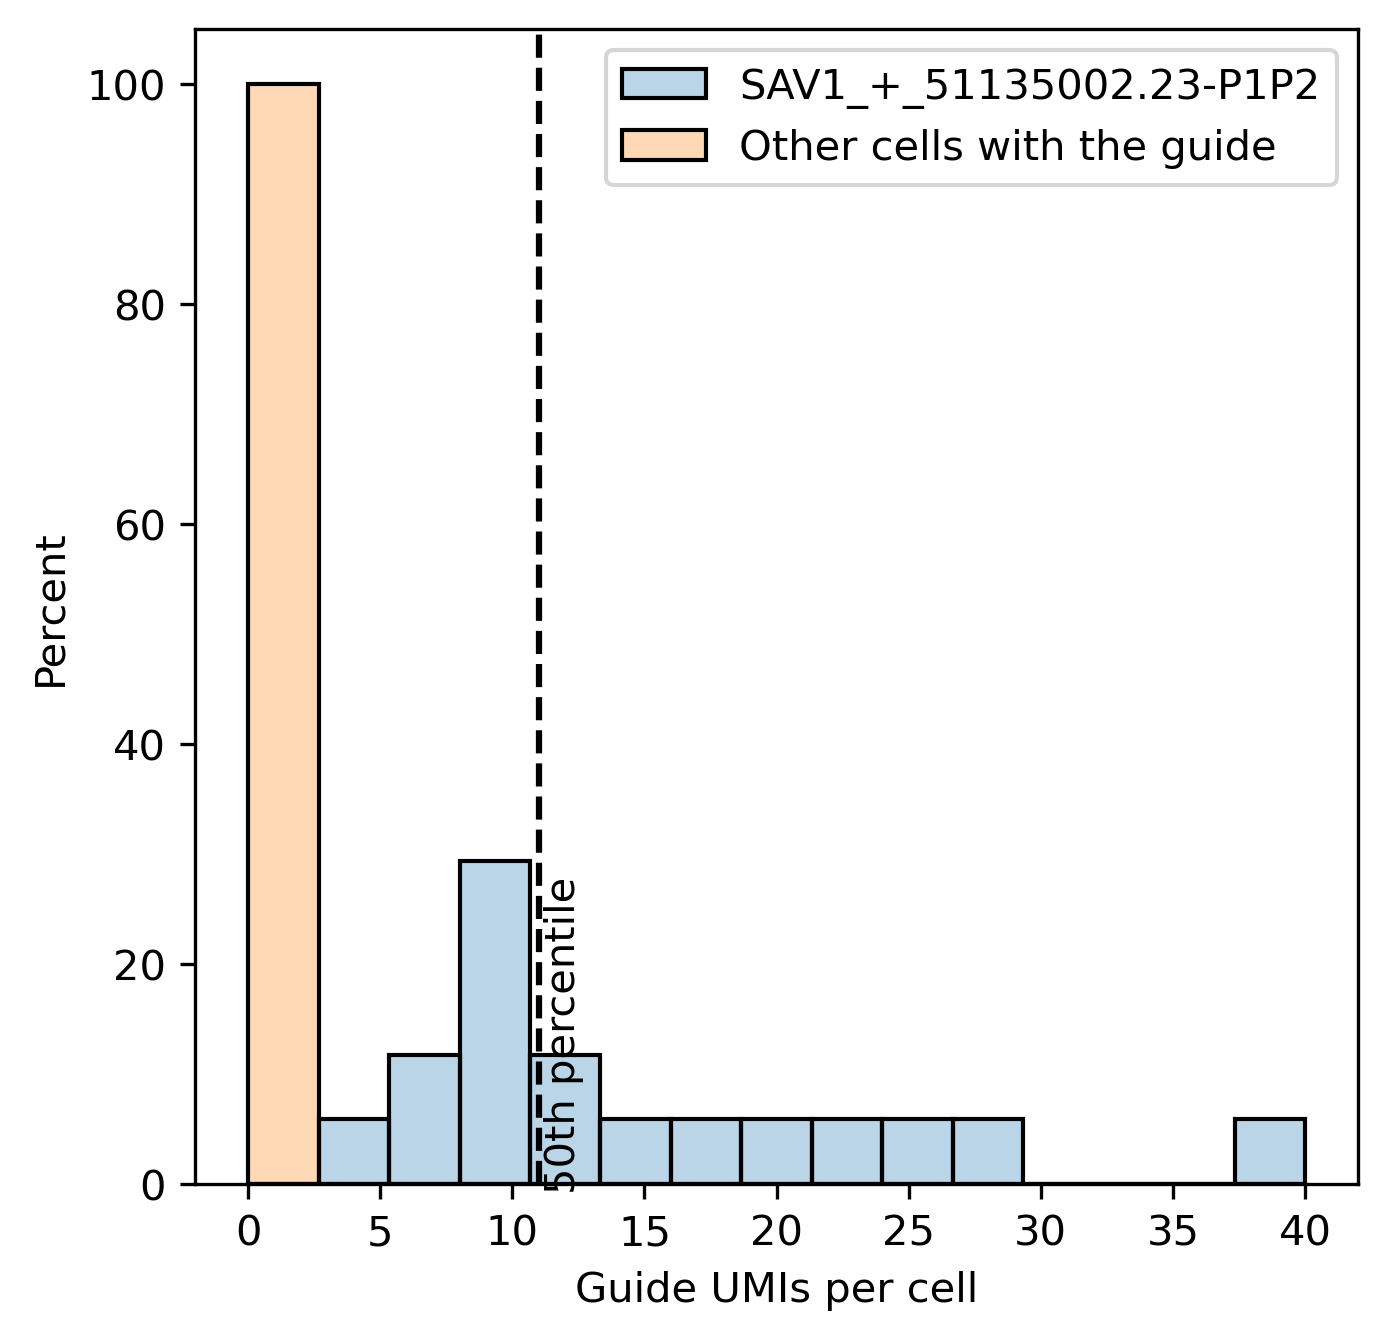 SAV1_+_51135002.23-P1P2
Other cells with the guide
100
80
60
40
20
0
Percent
50th percentile
0 5 10 15 20 25 30 35 40
Guide UMIs per cell